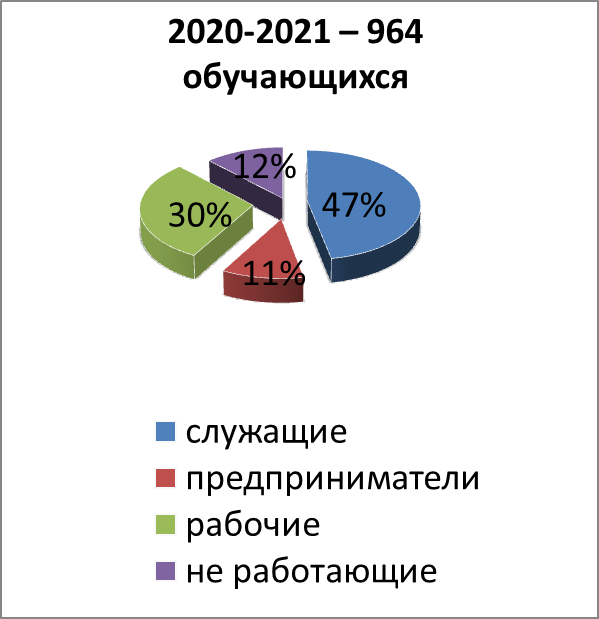 2020-2021 – 964
обучающихся
12%
47%
30%
11%
служащие
предприниматели
рабочие
не работающие